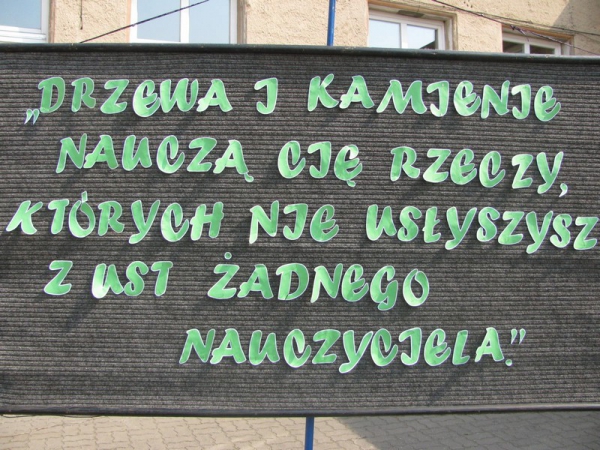 „DRZEWA I KAMIENIE
NAUCZĄ CIĘ RZECZY,
KTÓRYCH NIE USŁYSZYSZ
Z UST ŻADNEGO
NAUCZYCIELA."